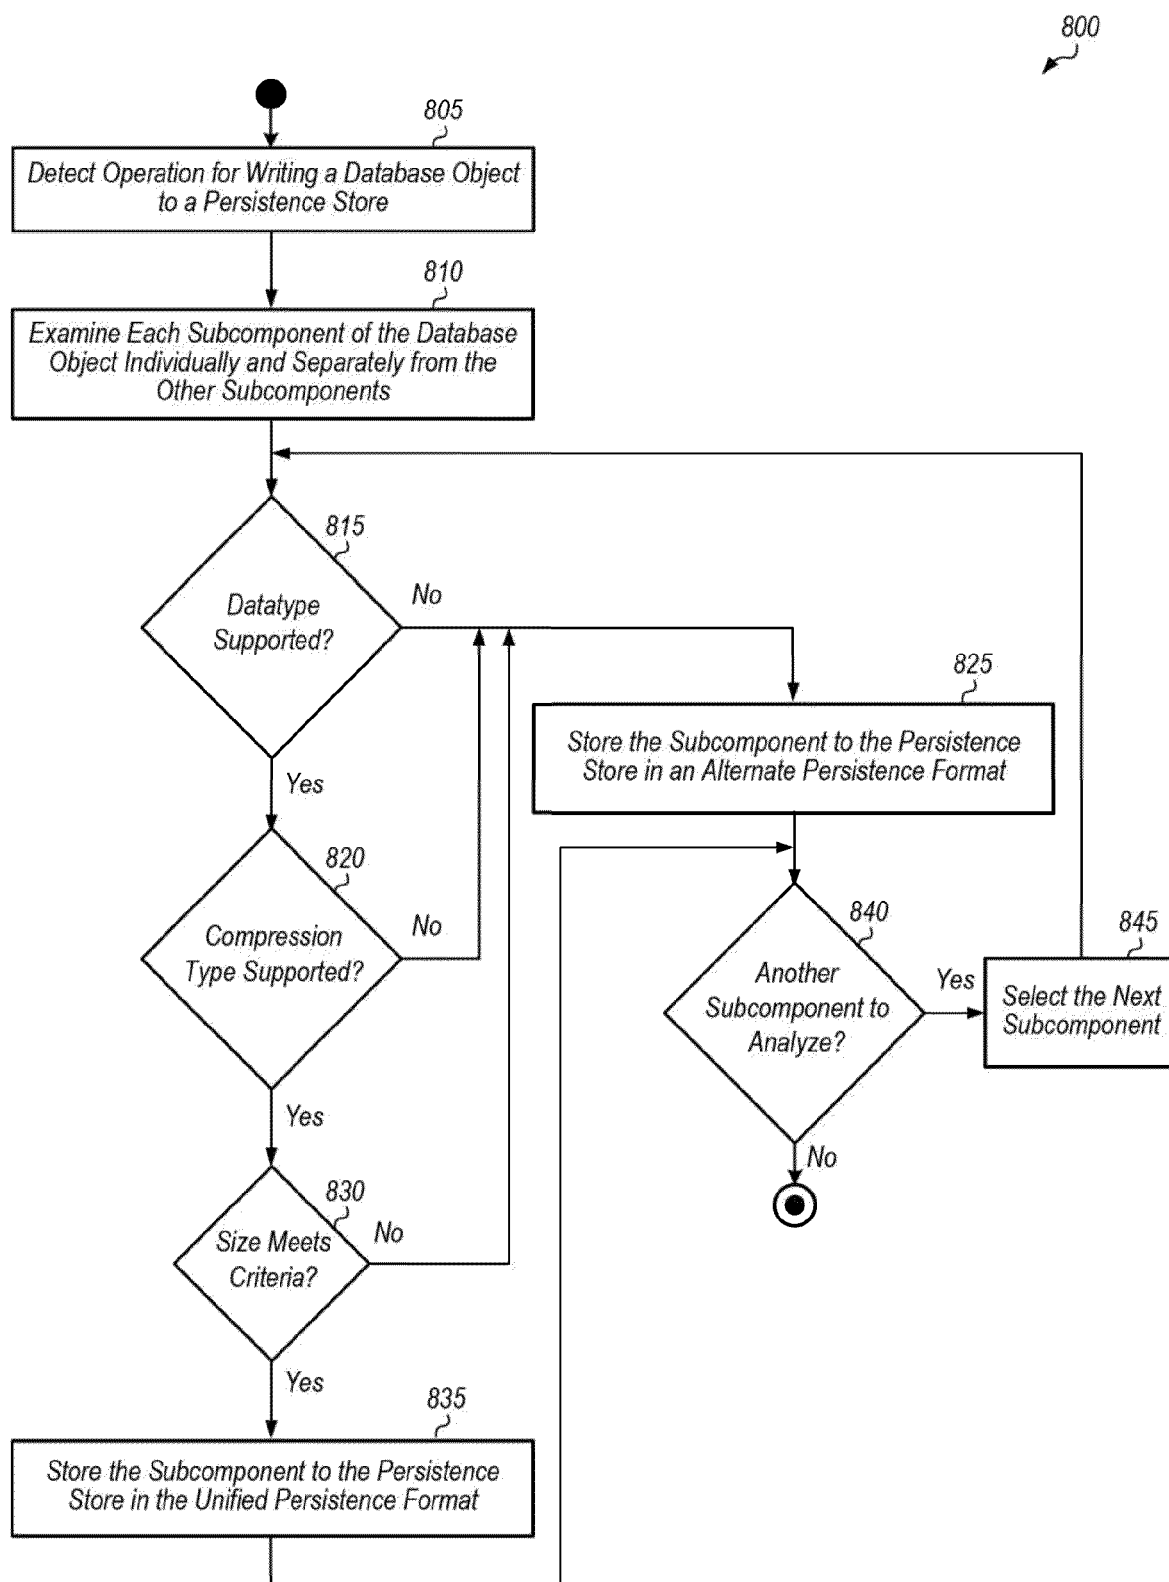 800
805
Detect Operation for Writing a Database Object
to a Persistence Store
810
Examine Each Subcomponent of the Database
Object Individually and Separately from the
Other Subcomponents
815
Datatype
Supported?
No
Yes
825
Store the Subcomponent to the Persistence
Store in an Alternate Persistence Format
820
Compression
Type Supported?
No
Yes
840
Another
Subcomponent to
Analyze?
Yes
No
845
Select the Next
Subcomponent
830
Size Meets
Criteria?
No
Yes
835
Store the Subcomponent to the Persistence
Store in the Unified Persistence Format